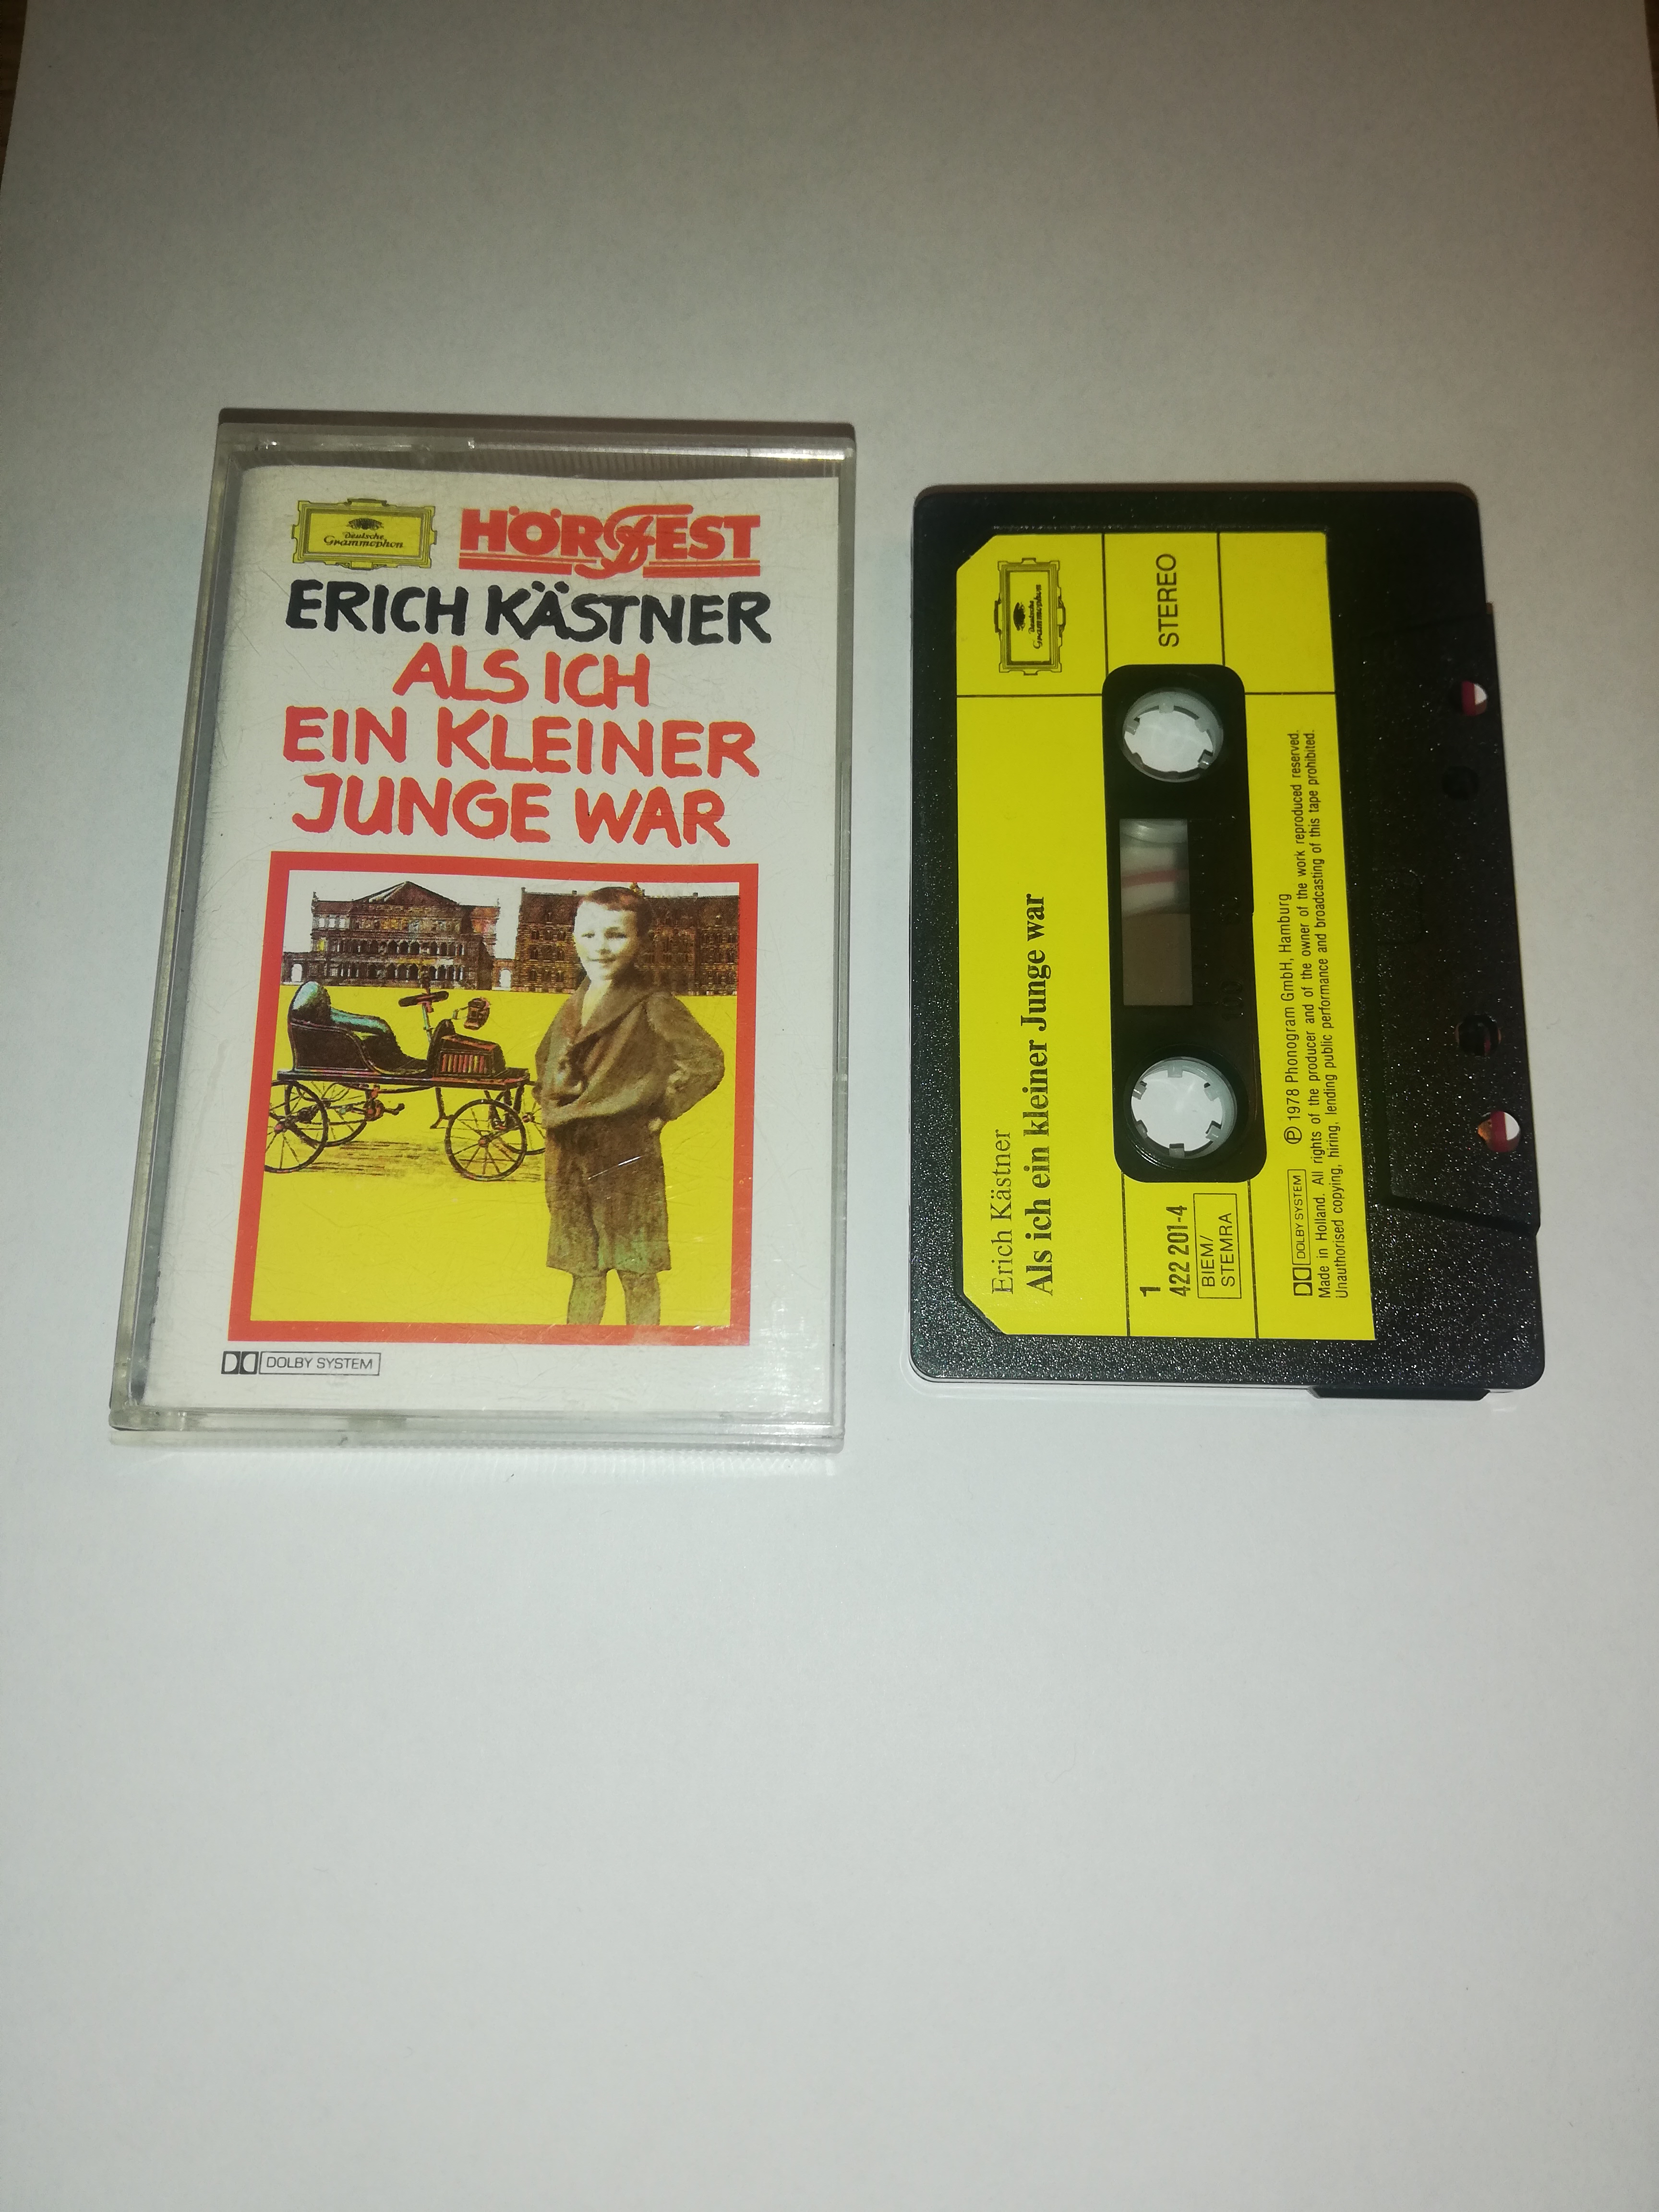 deutsche
Grammophon
HÖRFEST
ERICH KÄSTNER
ALS ICH
EIN KLEINER
JUNGE WAR
DOLBY SYSTEM
deutsche
Grammophon
STEREO
Erich Kästner
Als ich ein kleiner Junge war
1
422 201-4
BIEM/
STEMRA
DOLBY SYSTEM ℗ 1978 Phonogram GmbH, Hamburg
Made in Holland. All rights of the producer and of the owner of the work reproduced reserved.
Unauthorised copying, hiring, lending public performance and broadcasting of this tape prohibited.